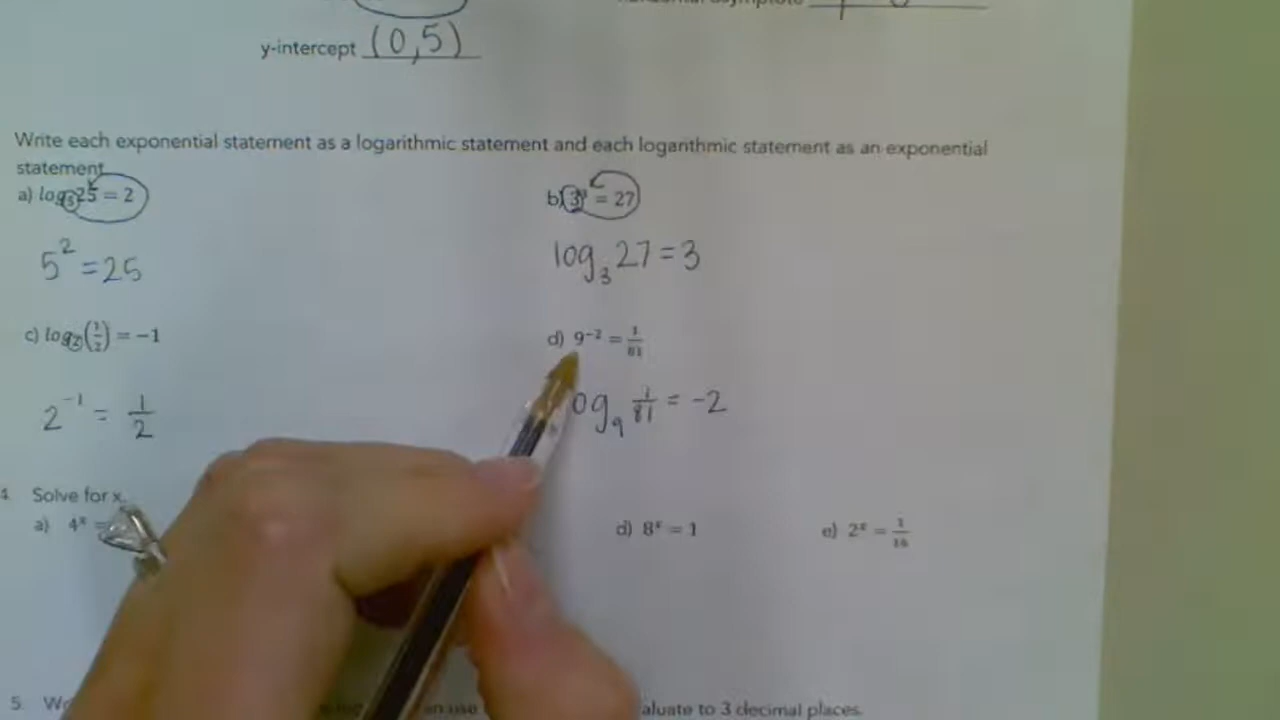 y-intercept (0,5)
Write each exponential statement as a logarithmic statement and each logarithmic statement as an exponential
statement
a) log₅25 = 2
b) 3³ = 27
5² = 25
log₃ 27 = 3
c) log₂(1/2) = -1
d) 9⁻² = 1/81
2⁻¹ = 1/2
og₉ 1/81 = -2
4 Solve for x.
a) 4ˣ =
d) 8ˣ = 1
e) 2ˣ = 1/16
5. aluate to 3 decimal places.